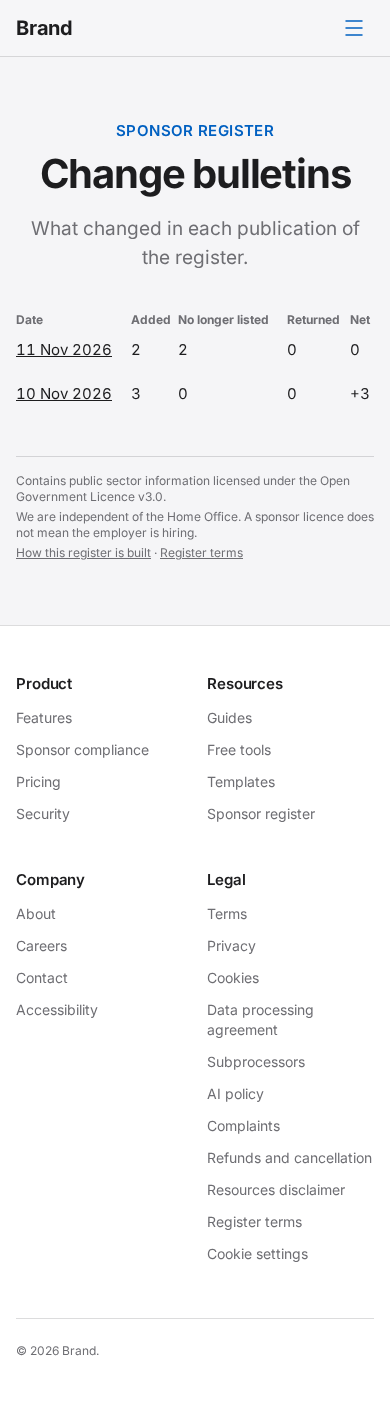 Brand
SPONSOR REGISTER
Change bulletins
What changed in each publication of
the register.
Date Added No longer listed Returned Net
11 Nov 2026 2 2 0 0
10 Nov 2026 3 0 0 +3
Contains public sector information licensed under the Open
Government Licence v3.0.
We are independent of the Home Office. A sponsor licence does
not mean the employer is hiring.
How this register is built · Register terms
Product
Features
Sponsor compliance
Pricing
Security
Resources
Guides
Free tools
Templates
Sponsor register
Company
About
Careers
Contact
Accessibility
Legal
Terms
Privacy
Cookies
Data processing
agreement
Subprocessors
AI policy
Complaints
Refunds and cancellation
Resources disclaimer
Register terms
Cookie settings
© 2026 Brand.